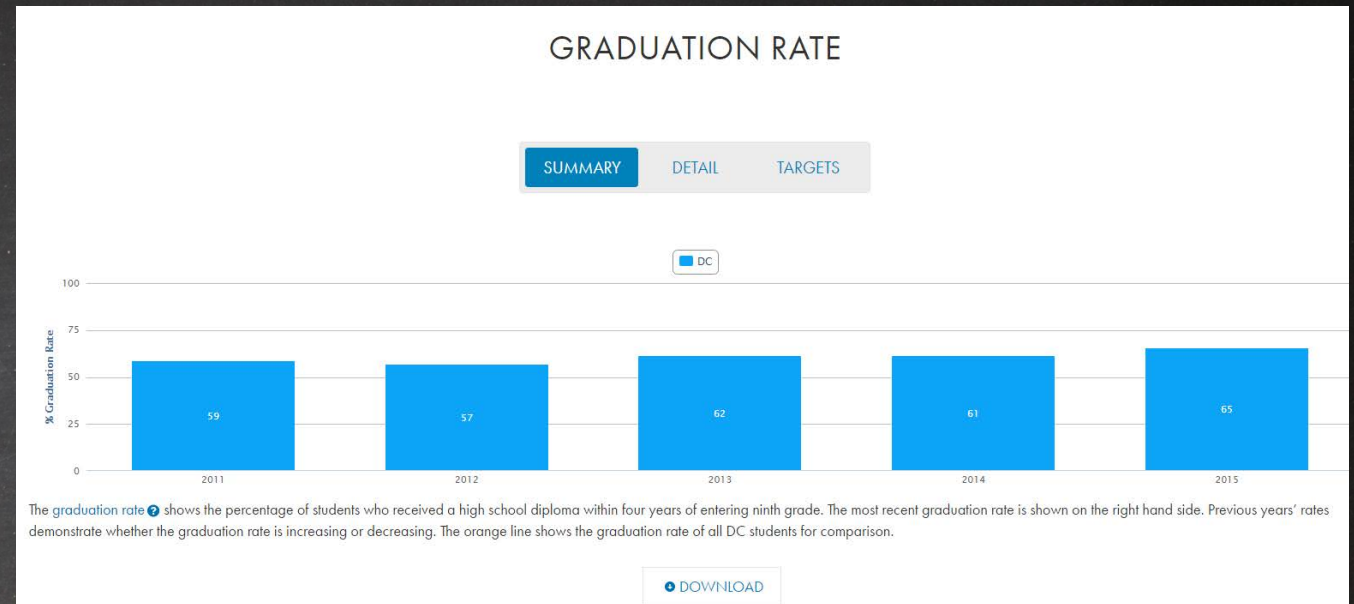 GRADUATION RATE
SUMMARY DETAIL TARGETS
DC
100
75
50
25
0
% Graduation Rate
59 57 62 61 65
2011 2012 2013 2014 2015
The graduation rate ? shows the percentage of students who received a high school diploma within four years of entering ninth grade. The most recent graduation rate is shown on the right hand side. Previous years' rates
demonstrate whether the graduation rate is increasing or decreasing. The orange line shows the graduation rate of all DC students for comparison.
DOWNLOAD